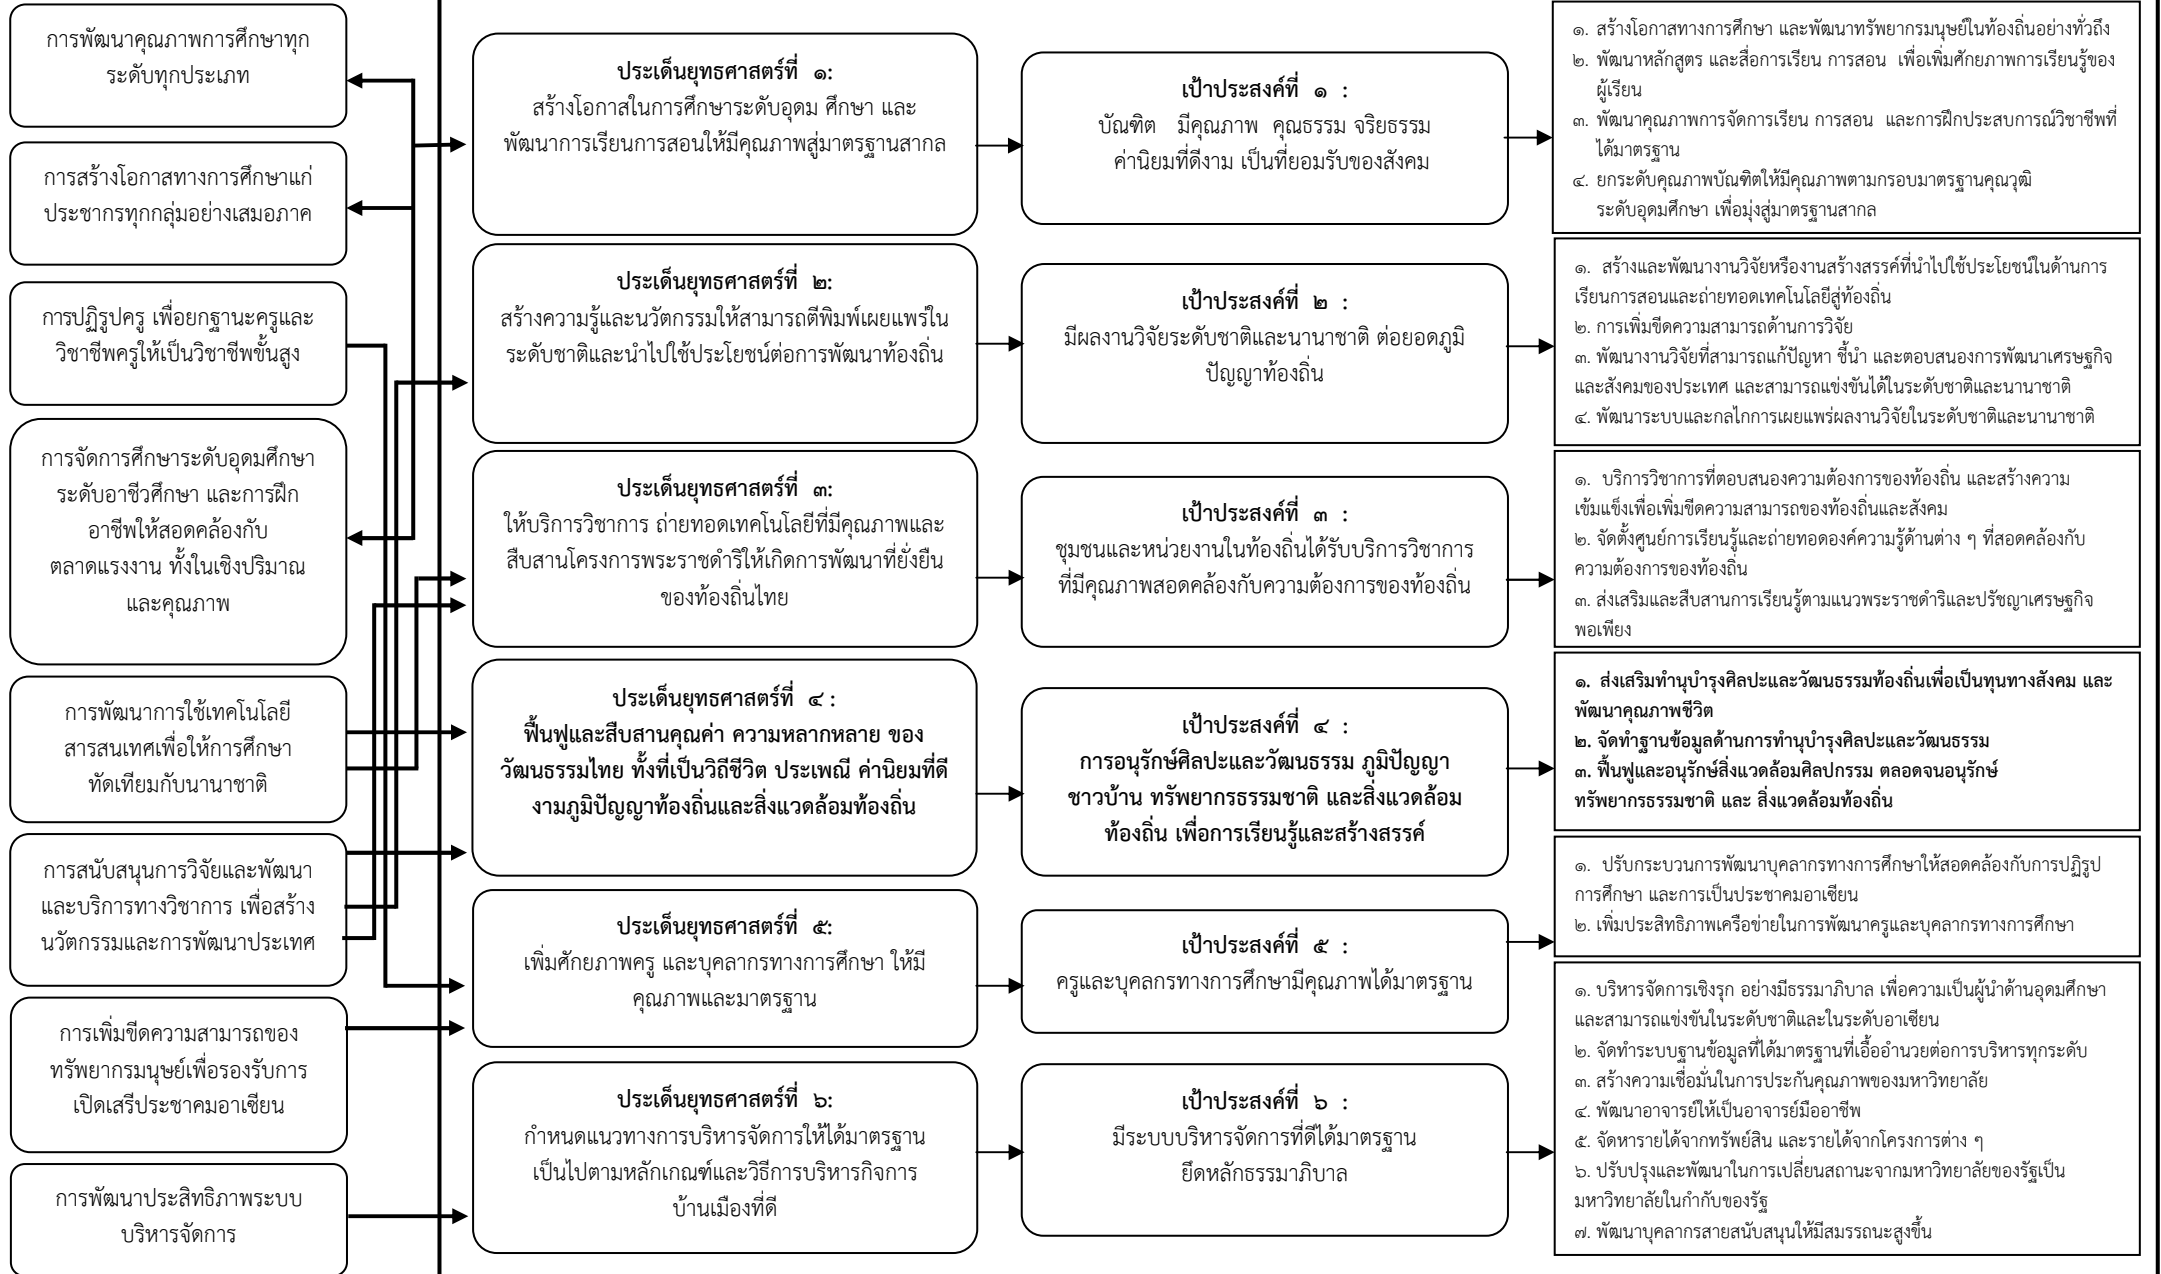 การพัฒนาคุณภาพการศึกษาทุก
ระดับทุกประเภท
การสร้างโอกาสทางการศึกษาแก่
ประชากรทุกกลุ่มอย่างเสมอภาค
การปฏิรูปครู เพื่อยกฐานะครูและ
วิชาชีพครูให้เป็นวิชาชีพขั้นสูง
การจัดการศึกษาระดับอุดมศึกษา
ระดับอาชีวศึกษา และการฝึก
อาชีพให้สอดคล้องกับ
ตลาดแรงงาน ทั้งในเชิงปริมาณ
และคุณภาพ
การพัฒนาการใช้เทคโนโลยี
สารสนเทศเพื่อให้การศึกษา
ทัดเทียมกับนานาชาติ
การสนับสนุนการวิจัยและพัฒนา
และบริการทางวิชาการ เพื่อสร้าง
นวัตกรรมและการพัฒนาประเทศ
การเพิ่มขีดความสามารถของ
ทรัพยากรมนุษย์เพื่อรองรับการ
เปิดเสรีประชาคมอาเซียน
การพัฒนาประสิทธิภาพระบบ
บริหารจัดการ
ประเด็นยุทธศาสตร์ที่ ๑:
สร้างโอกาสในการศึกษาระดับอุดม ศึกษา และ
พัฒนาการเรียนการสอนให้มีคุณภาพสู่มาตรฐานสากล
ประเด็นยุทธศาสตร์ที่ ๒:
สร้างความรู้และนวัตกรรมให้สามารถตีพิมพ์เผยแพร่ใน
ระดับชาติและนำไปใช้ประโยชน์ต่อการพัฒนาท้องถิ่น
ประเด็นยุทธศาสตร์ที่ ๓:
ให้บริการวิชาการ ถ่ายทอดเทคโนโลยีที่มีคุณภาพและ
สืบสานโครงการพระราชดำริให้เกิดการพัฒนาที่ยั่งยืน
ของท้องถิ่นไทย
ประเด็นยุทธศาสตร์ที่ ๔ :
ฟื้นฟูและสืบสานคุณค่า ความหลากหลาย ของ
วัฒนธรรมไทย ทั้งที่เป็นวิถีชีวิต ประเพณี ค่านิยมที่ดี
งามภูมิปัญญาท้องถิ่นและสิ่งแวดล้อมท้องถิ่น
ประเด็นยุทธศาสตร์ที่ ๕:
เพิ่มศักยภาพครู และบุคลากรทางการศึกษา ให้มี
คุณภาพและมาตรฐาน
ประเด็นยุทธศาสตร์ที่ ๖:
กำหนดแนวทางการบริหารจัดการให้ได้มาตรฐาน
เป็นไปตามหลักเกณฑ์และวิธีการบริหารกิจการ
บ้านเมืองที่ดี
เป้าประสงค์ที่ ๑ :
บัณฑิต มีคุณภาพ คุณธรรม จริยธรรม
ค่านิยมที่ดีงาม เป็นที่ยอมรับของสังคม
เป้าประสงค์ที่ ๒ :
มีผลงานวิจัยระดับชาติและนานาชาติ ต่อยอดภูมิ
ปัญญาท้องถิ่น
เป้าประสงค์ที่ ๓ :
ชุมชนและหน่วยงานในท้องถิ่นได้รับบริการวิชาการ
ที่มีคุณภาพสอดคล้องกับความต้องการของท้องถิ่น
เป้าประสงค์ที่ ๔ :
การอนุรักษ์ศิลปะและวัฒนธรรม ภูมิปัญญา
ชาวบ้าน ทรัพยากรธรรมชาติ และสิ่งแวดล้อม
ท้องถิ่น เพื่อการเรียนรู้และสร้างสรรค์
เป้าประสงค์ที่ ๕ :
ครูและบุคลกรทางการศึกษามีคุณภาพได้มาตรฐาน
เป้าประสงค์ที่ ๖ :
มีระบบบริหารจัดการที่ดีได้มาตรฐาน
ยึดหลักธรรมาภิบาล
๑. สร้างโอกาสทางการศึกษา และพัฒนาทรัพยากรมนุษย์ในท้องถิ่นอย่างทั่วถึง
๒. พัฒนาหลักสูตร และสื่อการเรียน การสอน เพื่อเพิ่มศักยภาพการเรียนรู้ของ
ผู้เรียน
๓. พัฒนาคุณภาพการจัดการเรียน การสอน และการฝึกประสบการณ์วิชาชีพที่
ได้มาตรฐาน
๔. ยกระดับคุณภาพบัณฑิตให้มีคุณภาพตามกรอบมาตรฐานคุณวุฒิ
ระดับอุดมศึกษา เพื่อมุ่งสู่มาตรฐานสากล
๑. สร้างและพัฒนางานวิจัยหรืองานสร้างสรรค์ที่นำไปใช้ประโยชน์ในด้านการ
เรียนการสอนและถ่ายทอดเทคโนโลยีสู่ท้องถิ่น
๒. การเพิ่มขีดความสามารถด้านการวิจัย
๓. พัฒนางานวิจัยที่สามารถแก้ปัญหา ชี้นำ และตอบสนองการพัฒนาเศรษฐกิจ
และสังคมของประเทศ และสามารถแข่งขันได้ในระดับชาติและนานาชาติ
๔. พัฒนาระบบและกลไกการเผยแพร่ผลงานวิจัยในระดับชาติและนานาชาติ
๑. บริการวิชาการที่ตอบสนองความต้องการของท้องถิ่น และสร้างความ
เข้มแข็งเพื่อเพิ่มขีดความสามารถของท้องถิ่นและสังคม
๒. จัดตั้งศูนย์การเรียนรู้และถ่ายทอดองค์ความรู้ด้านต่าง ๆ ที่สอดคล้องกับ
ความต้องการของท้องถิ่น
๓. ส่งเสริมและสืบสานการเรียนรู้ตามแนวพระราชดำริและปรัชญาเศรษฐกิจ
พอเพียง
๑. ส่งเสริมทำนุบำรุงศิลปะและวัฒนธรรมท้องถิ่นเพื่อเป็นทุนทางสังคม และ
พัฒนาคุณภาพชีวิต
๒. จัดทำฐานข้อมูลด้านการทำนุบำรุงศิลปะและวัฒนธรรม
๓. ฟื้นฟูและอนุรักษ์สิ่งแวดล้อมศิลปกรรม ตลอดจนอนุรักษ์
ทรัพยากรธรรมชาติ และ สิ่งแวดล้อมท้องถิ่น
๑. ปรับกระบวนการพัฒนาบุคลากรทางการศึกษาให้สอดคล้องกับการปฏิรูป
การศึกษา และการเป็นประชาคมอาเซียน
๒. เพิ่มประสิทธิภาพเครือข่ายในการพัฒนาครูและบุคลากรทางการศึกษา
๑. บริหารจัดการเชิงรุก อย่างมีธรรมาภิบาล เพื่อความเป็นผู้นำด้านอุดมศึกษา
และสามารถแข่งขันในระดับชาติและในระดับอาเซียน
๒. จัดทำระบบฐานข้อมูลที่ได้มาตรฐานที่เอื้ออำนวยต่อการบริหารทุกระดับ
๓. สร้างความเชื่อมั่นในการประกันคุณภาพของมหาวิทยาลัย
๔. พัฒนาอาจารย์ให้เป็นอาจารย์มืออาชีพ
๕. จัดหารายได้จากทรัพย์สิน และรายได้จากโครงการต่าง ๆ
๖. ปรับปรุงและพัฒนาในการเปลี่ยนสถานะจากมหาวิทยาลัยของรัฐเป็น
มหาวิทยาลัยในกำกับของรัฐ
๗. พัฒนาบุคลากรสายสนับสนุนให้มีสมรรถนะสูงขึ้น